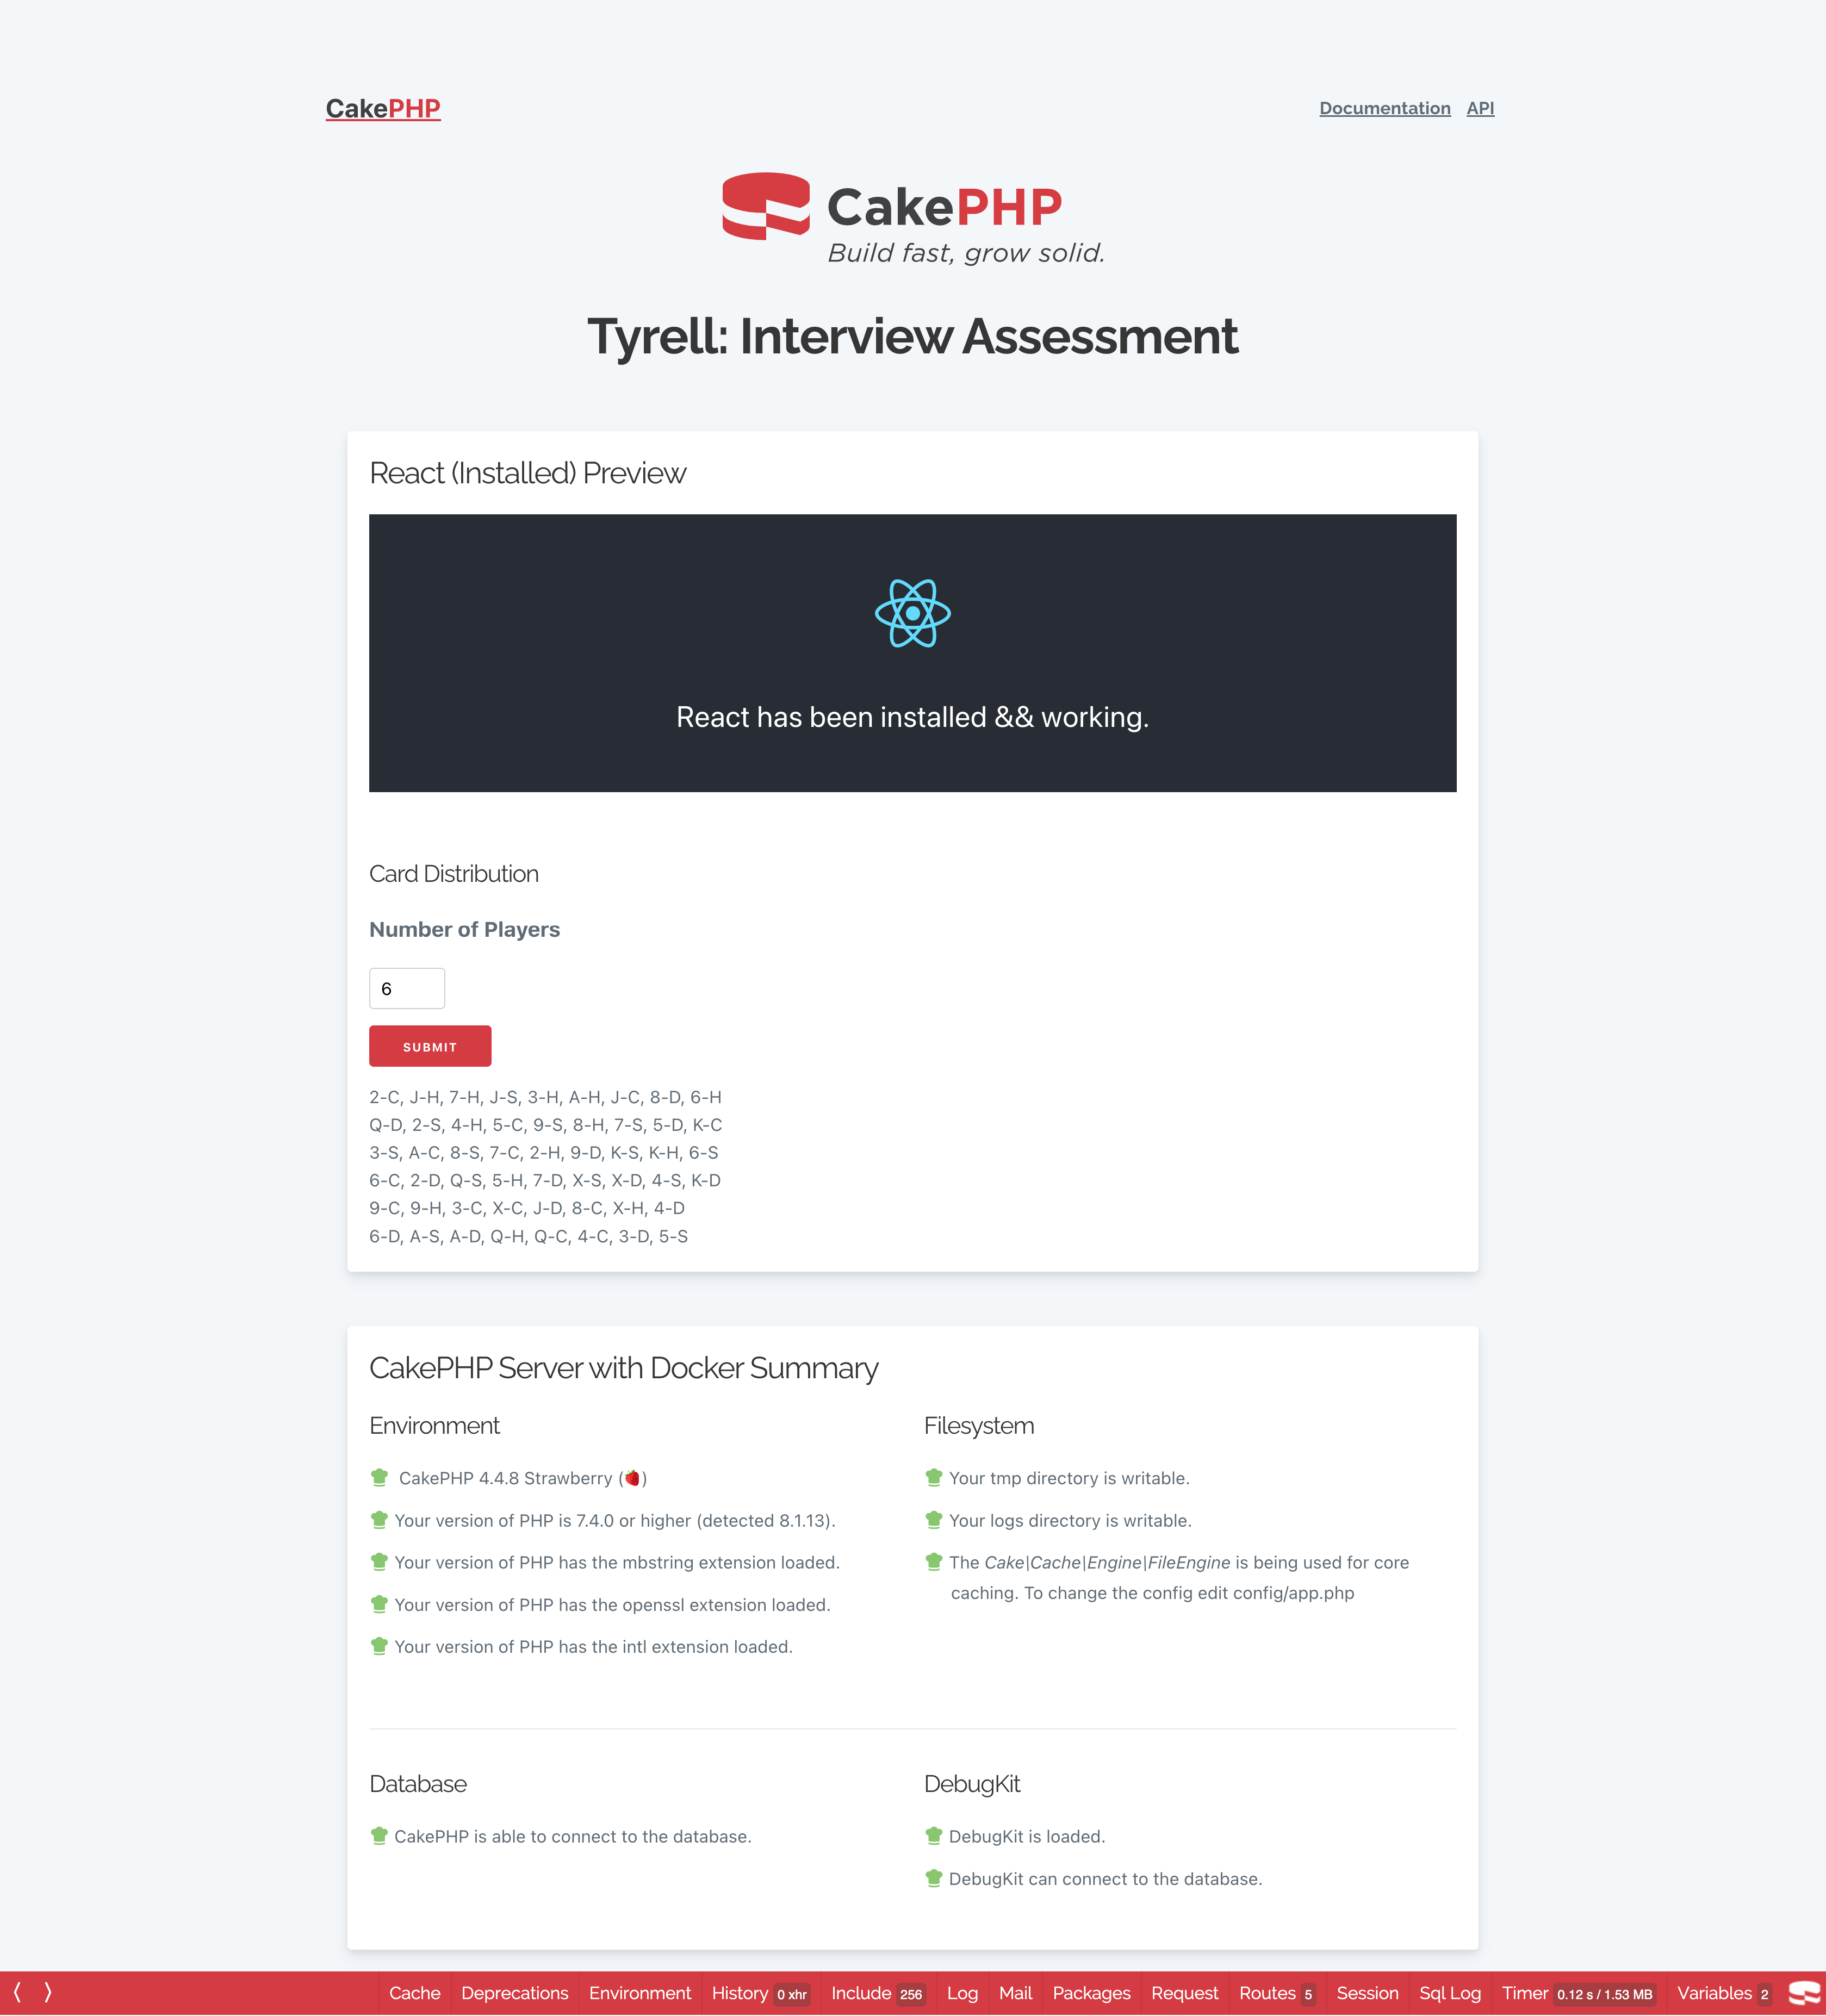 CakePHP
Documentation API
CakePHP
Build fast, grow solid.
Tyrell: Interview Assessment
React (Installed) Preview
React has been installed && working.
Card Distribution
Number of Players
6
SUBMIT
2-C, J-H, 7-H, J-S, 3-H, A-H, J-C, 8-D, 6-H
Q-D, 2-S, 4-H, 5-C, 9-S, 8-H, 7-S, 5-D, K-C
3-S, A-C, 8-S, 7-C, 2-H, 9-D, K-S, K-H, 6-S
6-C, 2-D, Q-S, 5-H, 7-D, X-S, X-D, 4-S, K-D
9-C, 9-H, 3-C, X-C, J-D, 8-C, X-H, 4-D
6-D, A-S, A-D, Q-H, Q-C, 4-C, 3-D, 5-S
CakePHP Server with Docker Summary
Environment
CakePHP 4.4.8 Strawberry (🍓)
Your version of PHP is 7.4.0 or higher (detected 8.1.13).
Your version of PHP has the mbstring extension loaded.
Your version of PHP has the openssl extension loaded.
Your version of PHP has the intl extension loaded.
Filesystem
Your tmp directory is writable.
Your logs directory is writable.
The Cake|Cache|Engine|FileEngine is being used for core
caching. To change the config edit config/app.php
Database
CakePHP is able to connect to the database.
DebugKit
DebugKit is loaded.
DebugKit can connect to the database.
Cache Deprecations Environment History 0 xhr Include 256 Log Mail Packages Request Routes 5 Session Sql Log Timer 0.12 s / 1.53 MB Variables 2